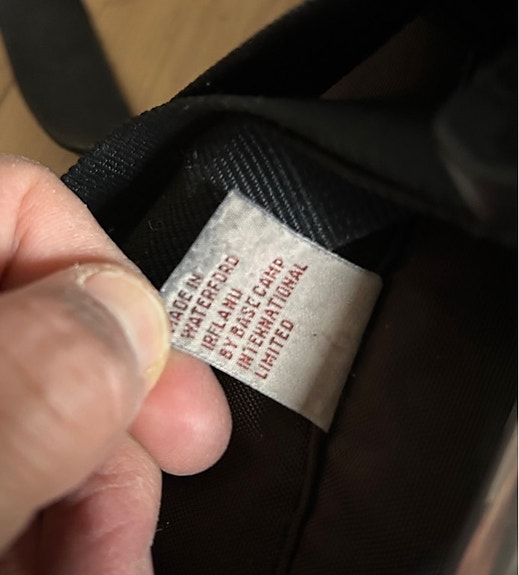 MADE IN
WATERFORD
IRELAND
BY BASE CAMP
INTERNATIONAL
LIMITED